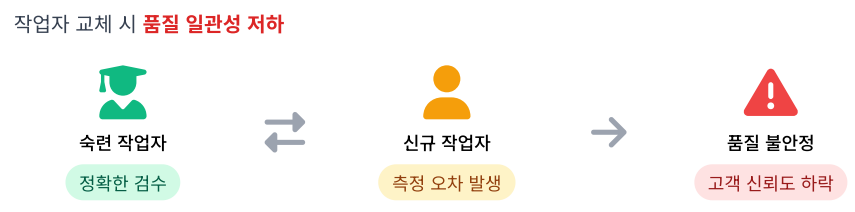 작업자 교체 시 품질 일관성 저하
숙련 작업자
정확한 검수
신규 작업자
측정 오차 발생
품질 불안정
고객 신뢰도 하락